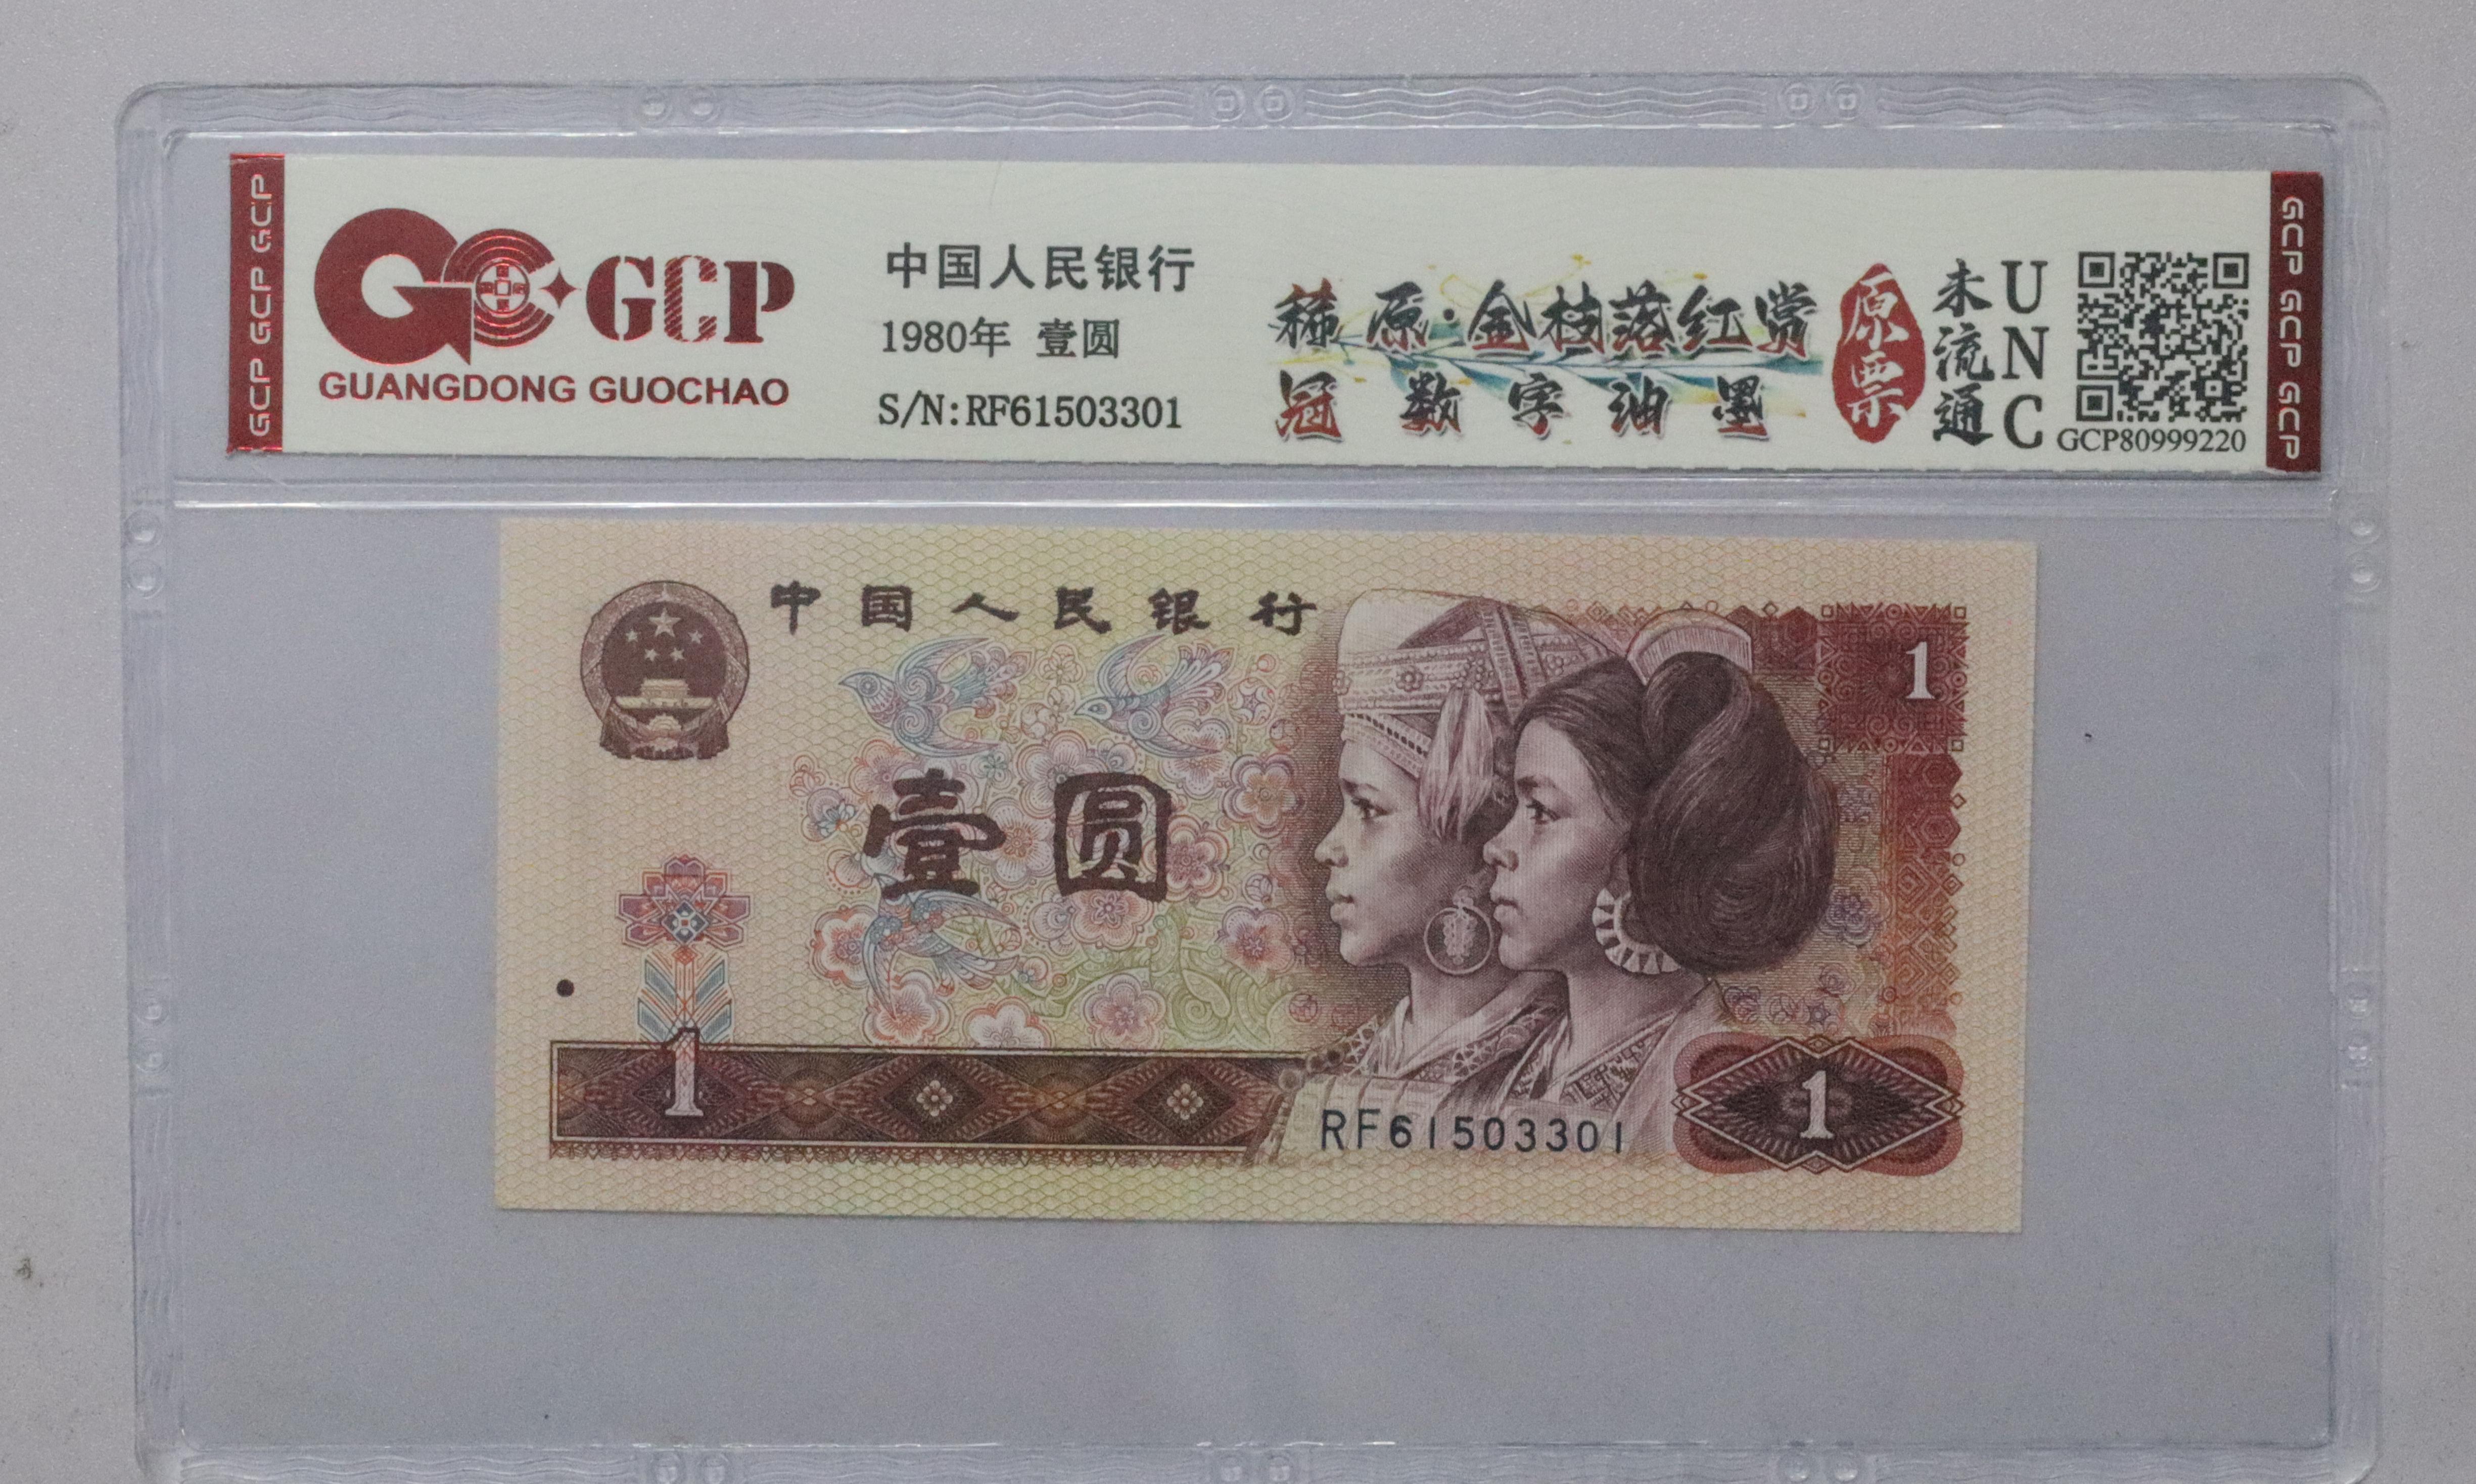 GCP GCP GCP
GCP
GUANGDONG GUOCHAO
中国人民银行
1980年 壹圆
S/N:RF61503301
稀原·金枝落红赏
冠数字油墨
原票
未流通
UNC
GCP80999220
GCP GCP GCP
中国人民银行
1
壹圆
1
RF61503301
1